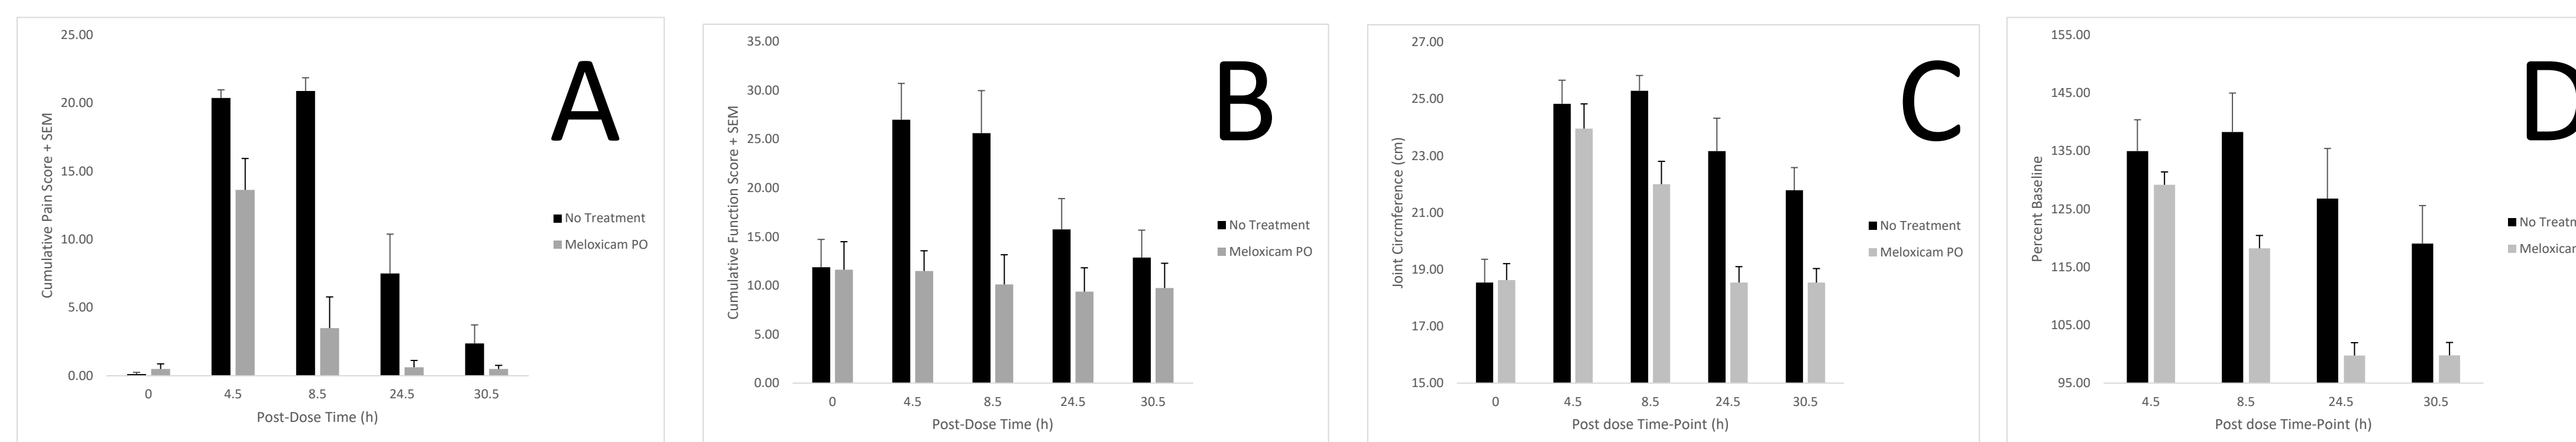 A
Cumulative Pain Score + SEM
25.00
20.00
15.00
10.00
5.00
0.00
0 4.5 8.5 24.5 30.5
Post-Dose Time (h)
No Treatment
Meloxicam PO
B
Cumulative Function Score + SEM
35.00
30.00
25.00
20.00
15.00
10.00
5.00
0.00
0 4.5 8.5 24.5 30.5
Post-Dose Time (h)
No Treatment
Meloxicam PO
C
Joint Circmference (cm)
27.00
25.00
23.00
21.00
19.00
17.00
15.00
0 4.5 8.5 24.5 30.5
Post dose Time-Point (h)
No Treatment
Meloxicam PO
D
Percent Baseline
155.00
145.00
135.00
125.00
115.00
105.00
95.00
4.5 8.5 24.5 30.5
Post dose Time-Point (h)
No